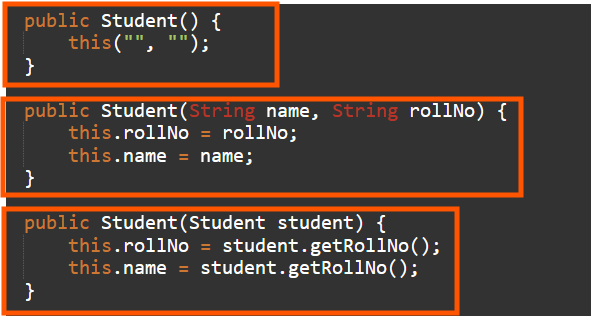 public Student() {
this("", "");
}
public Student(String name, String rollNo) {
this.rollNo = rollNo;
this.name = name;
}
public Student(Student student) {
this.rollNo = student.getRollNo();
this.name = student.getRollNo();
}